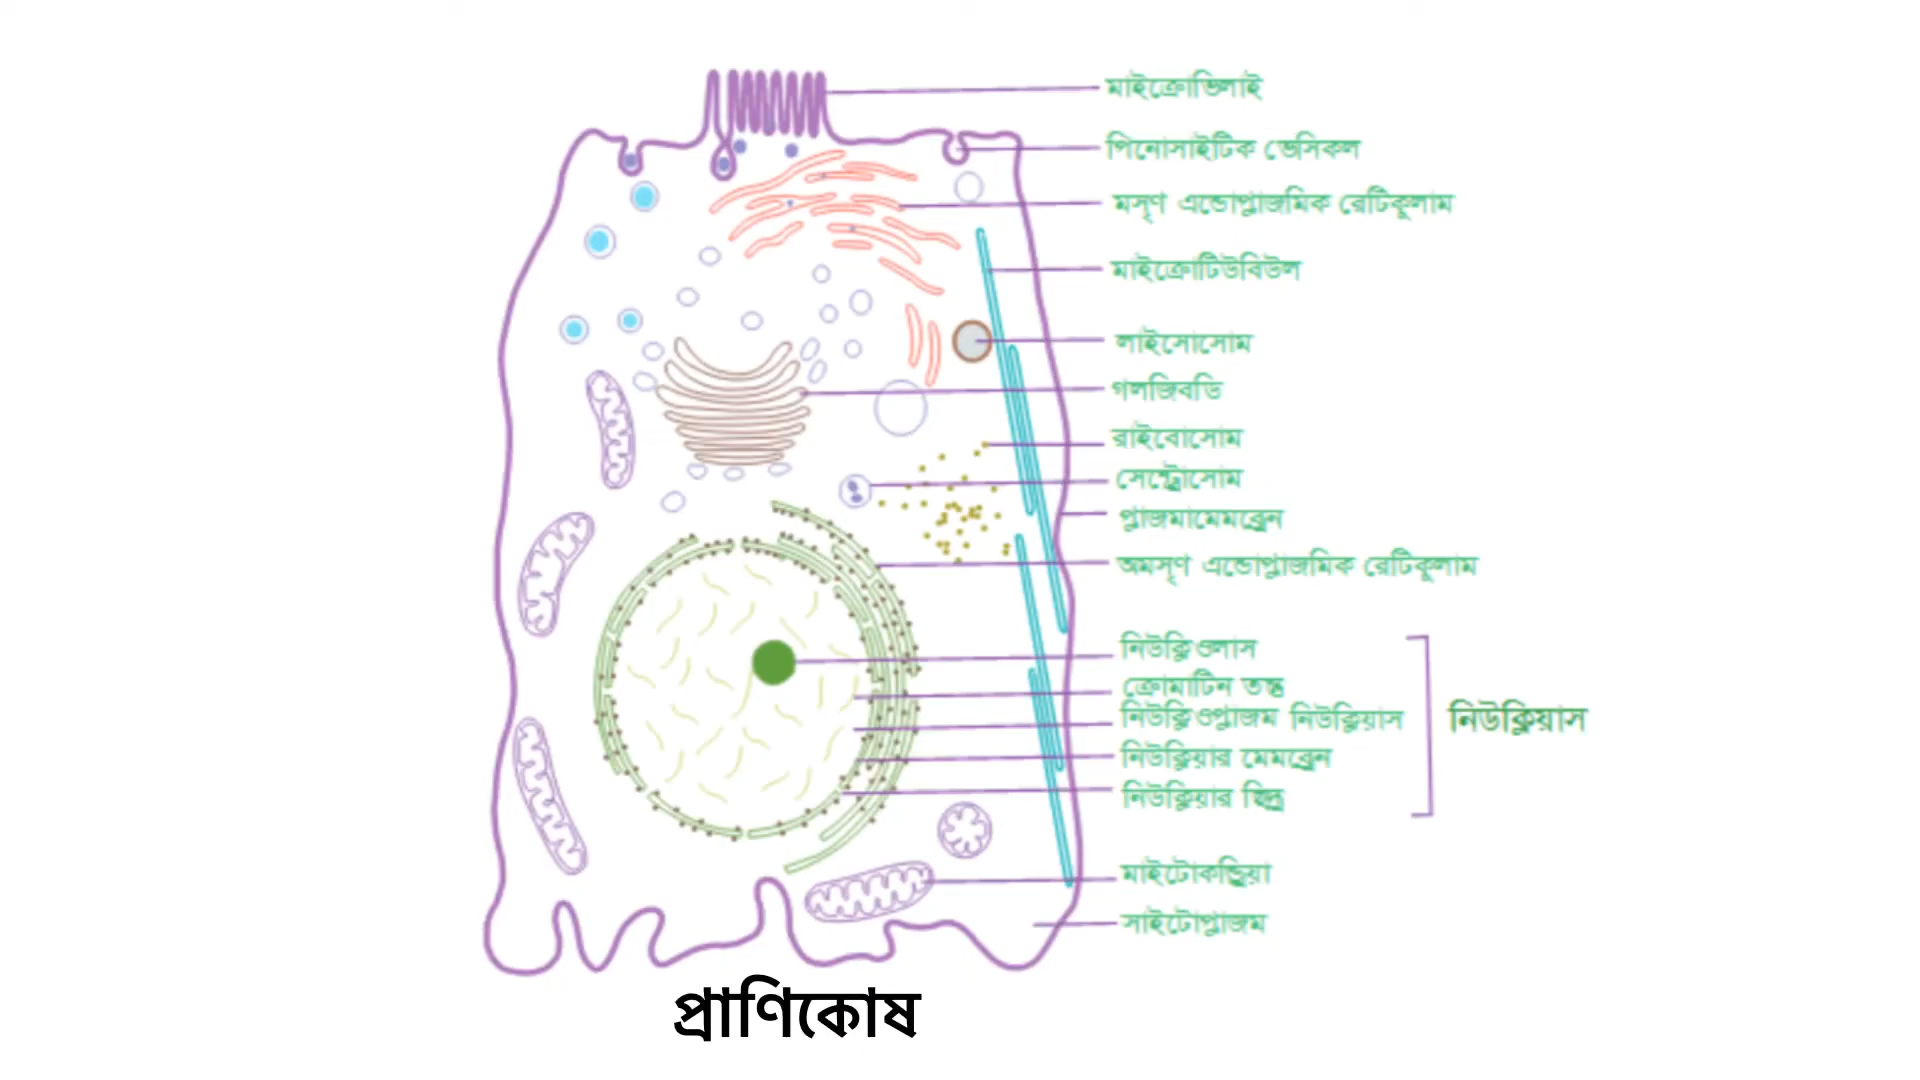 মাইক্রোভিলাই
পিনোসাইটিক ভেসিকল
মসৃণ এন্ডোপ্লাজমিক রেটিকুলাম
মাইক্রোটিউবিউল
লাইসোসোম
গলজিবডি
রাইবোসোম
সেন্ট্রোসোম
প্লাজমামেমব্রেন
অমসৃণ এন্ডোপ্লাজমিক রেটিকুলাম
নিউক্লিওলাস
ক্রোমাটিন তন্তু
নিউক্লিওপ্লাজম নিউক্লিয়াস
নিউক্লিয়াস
নিউক্লিয়ার মেমব্রেন
নিউক্লিয়ার ছিদ্র
মাইটোকন্ড্রিয়া
সাইটোপ্লাজম
প্রাণিকোষ